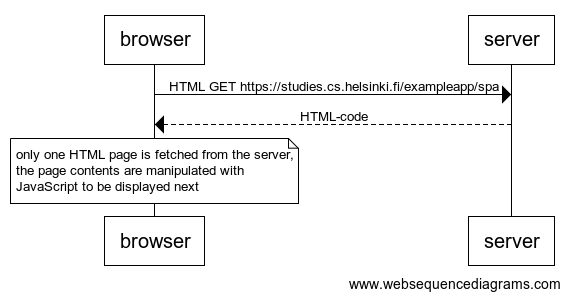 browser
server
HTML GET https://studies.cs.helsinki.fi/exampleapp/spa
HTML-code
only one HTML page is fetched from the server,
the page contents are manipulated with
JavaScript to be displayed next
browser
server
www.websequencediagrams.com